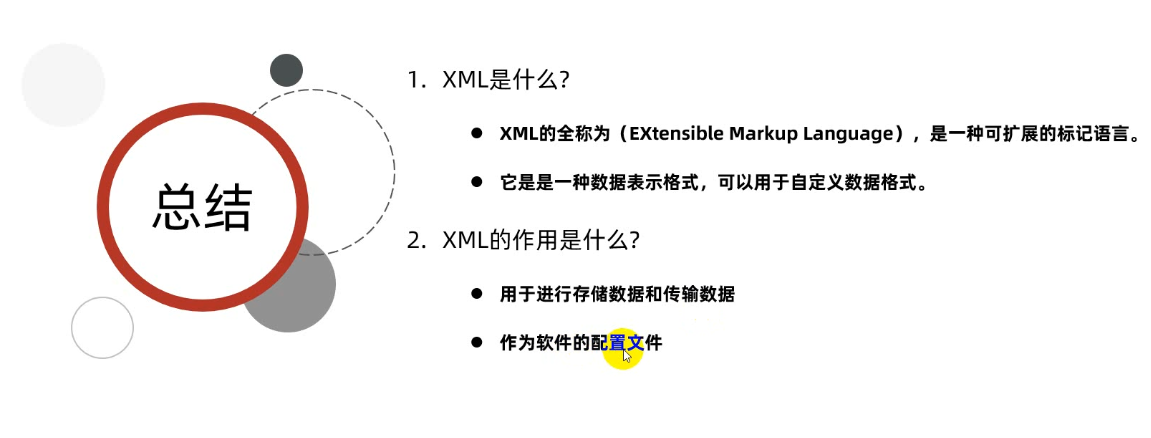 总结
1. XML是什么?
● XML的全称为（EXtensible Markup Language），是一种可扩展的标记语言。
● 它是是一种数据表示格式，可以用于自定义数据格式。
2. XML的作用是什么?
● 用于进行存储数据和传输数据
● 作为软件的配置文件